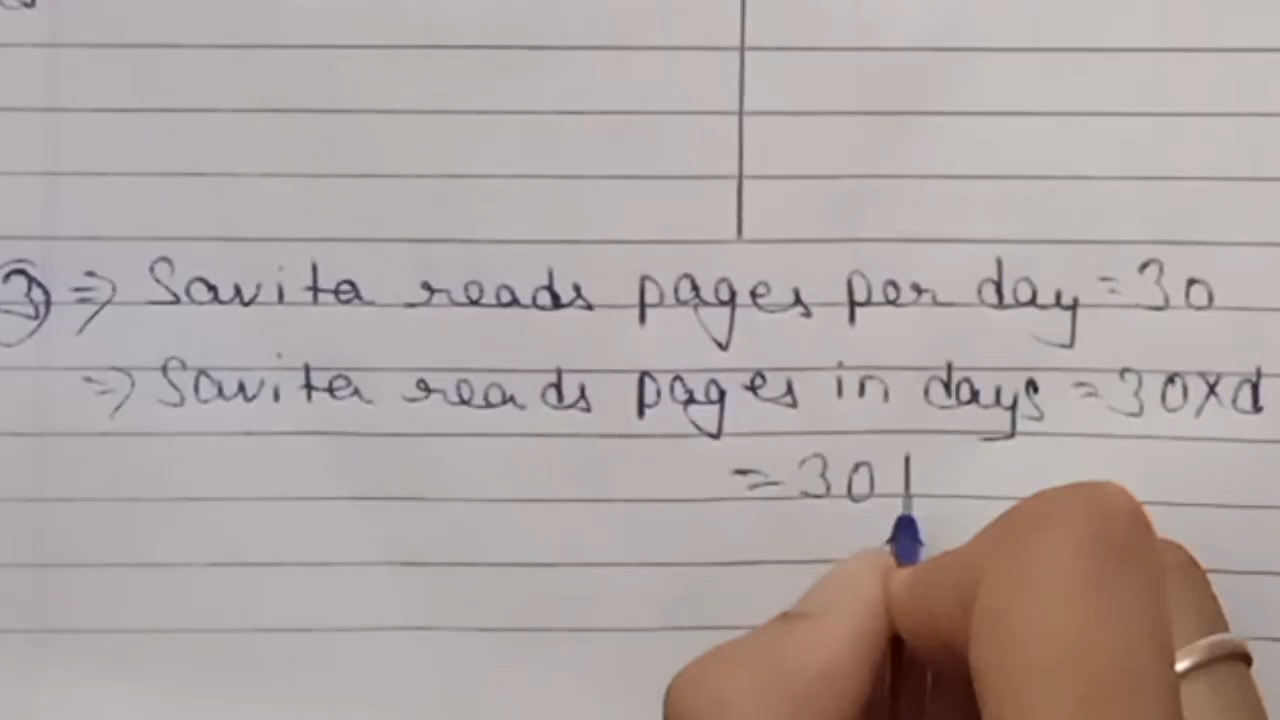 ③ ⇒ Savita reads pages per day = 30
⇒ Savita reads pages in days = 30×d
= 30